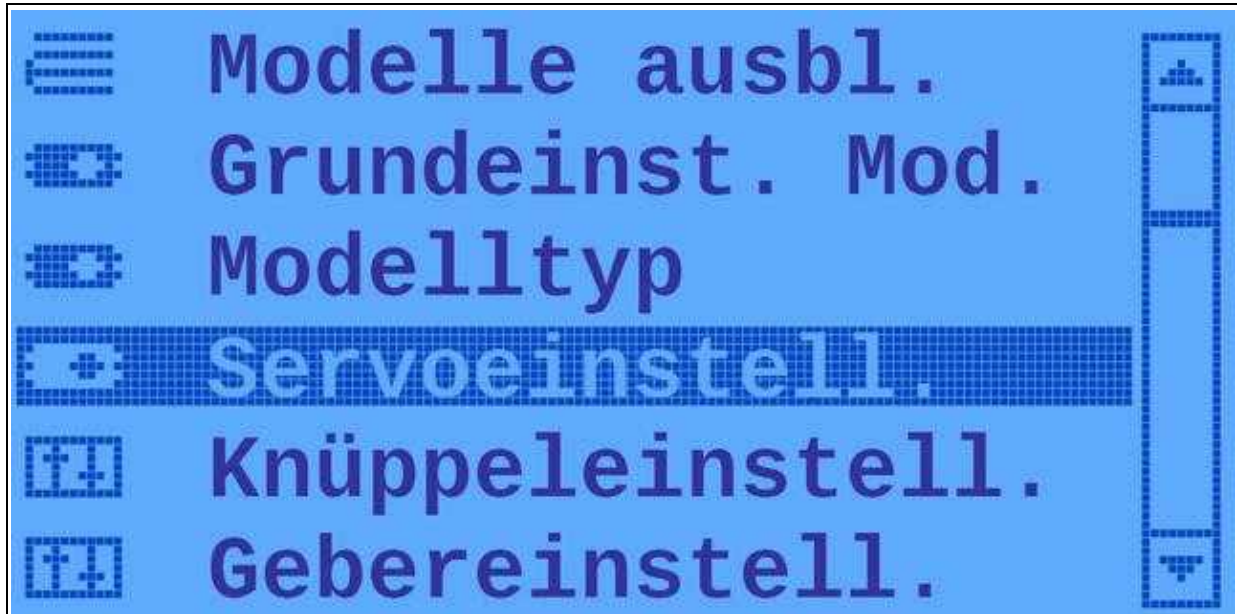 Modelle ausbl.
Grundeinst. Mod.
Modelltyp
Servoeinstell.
Knüppeleinstell.
Gebereinstell.